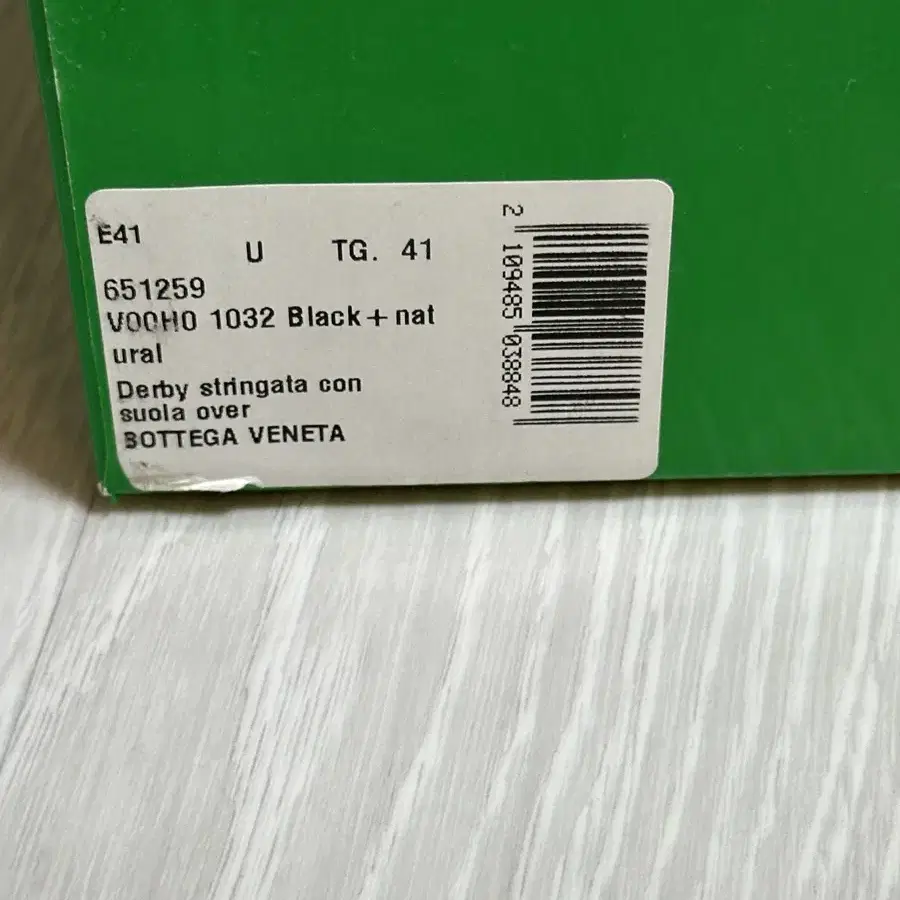 E41
U TG. 41
651259
V00H0 1032 Black+nat
ural
Derby stringata con
suola over
BOTTEGA VENETA
2 109485 038848